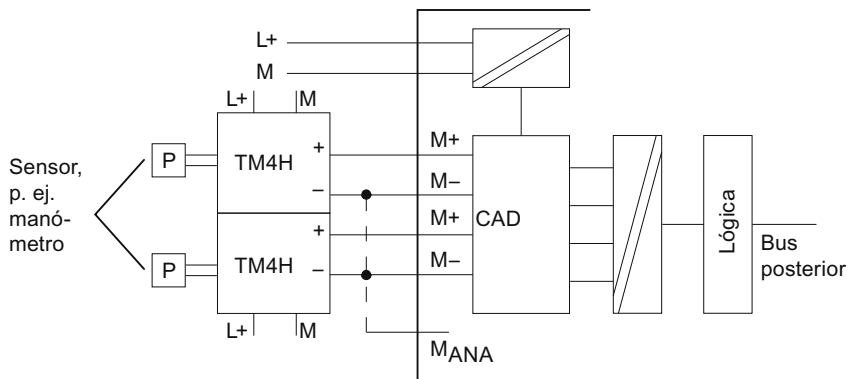 L+
M
L+ M
P
TM4H
+
–
M+
M–
Sensor,
p. ej.
manó-
metro
P
TM4H
+
–
M+
M–
CAD
Lógica
Bus
posterior
L+ M
MANA